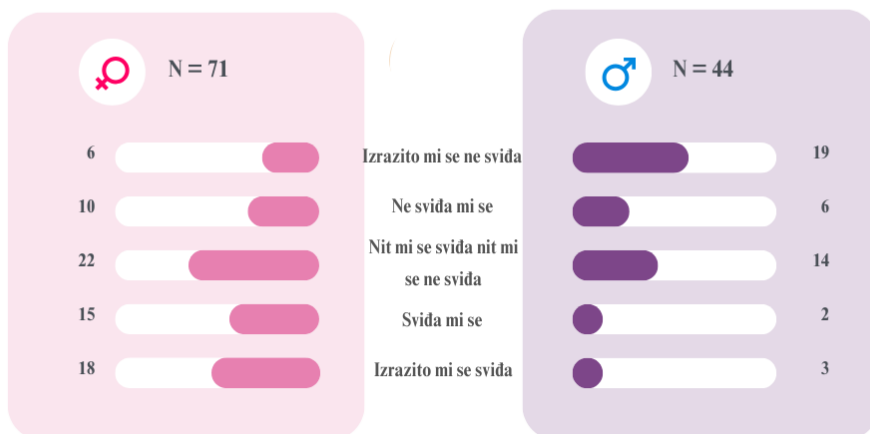 N = 71
N = 44
6 Izrazito mi se ne sviđa 19
10 Ne sviđa mi se 6
22 Nit mi se sviđa nit mi 14
se ne sviđa
15 Sviđa mi se 2
18 Izrazito mi se sviđa 3